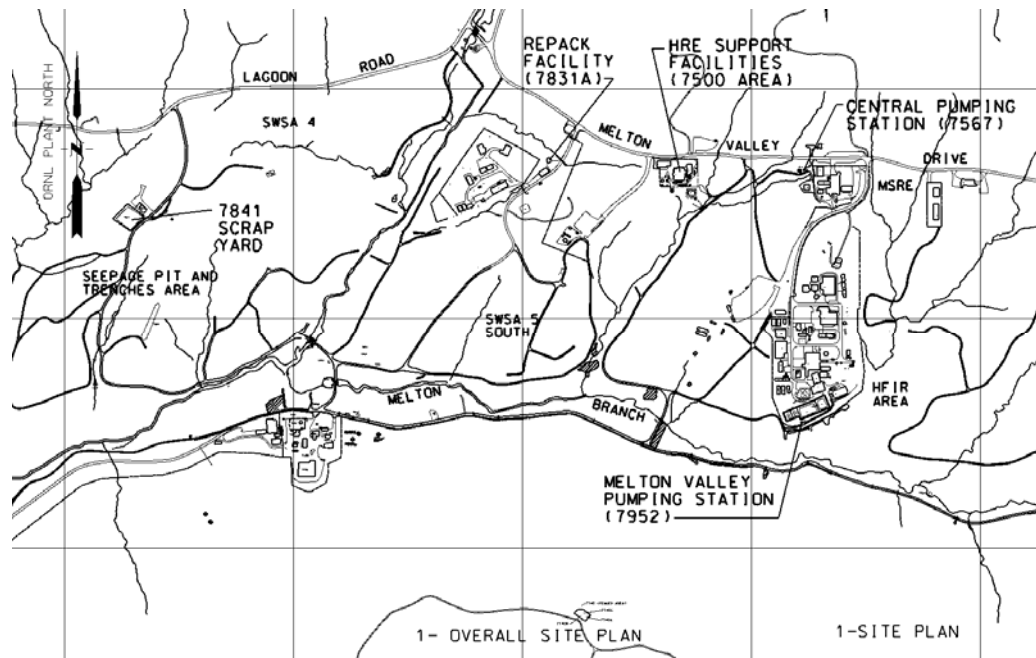 REPACK
FACILITY
(7831A)
HRE SUPPORT
FACILITIES
(7500 AREA)
LAGOON ROAD
CENTRAL PUMPING
STATION (7567)
ORNL PLANT NORTH
N
SWSA 4
MELTON VALLEY DRIVE
MSRE
7841
SCRAP
YARD
SEEPAGE PIT AND
TRENCHES AREA
SWSA 5
SOUTH
MELTON BRANCH
HFIR
AREA
MELTON VALLEY
PUMPING STATION
(7952)
1- OVERALL SITE PLAN
1-SITE PLAN